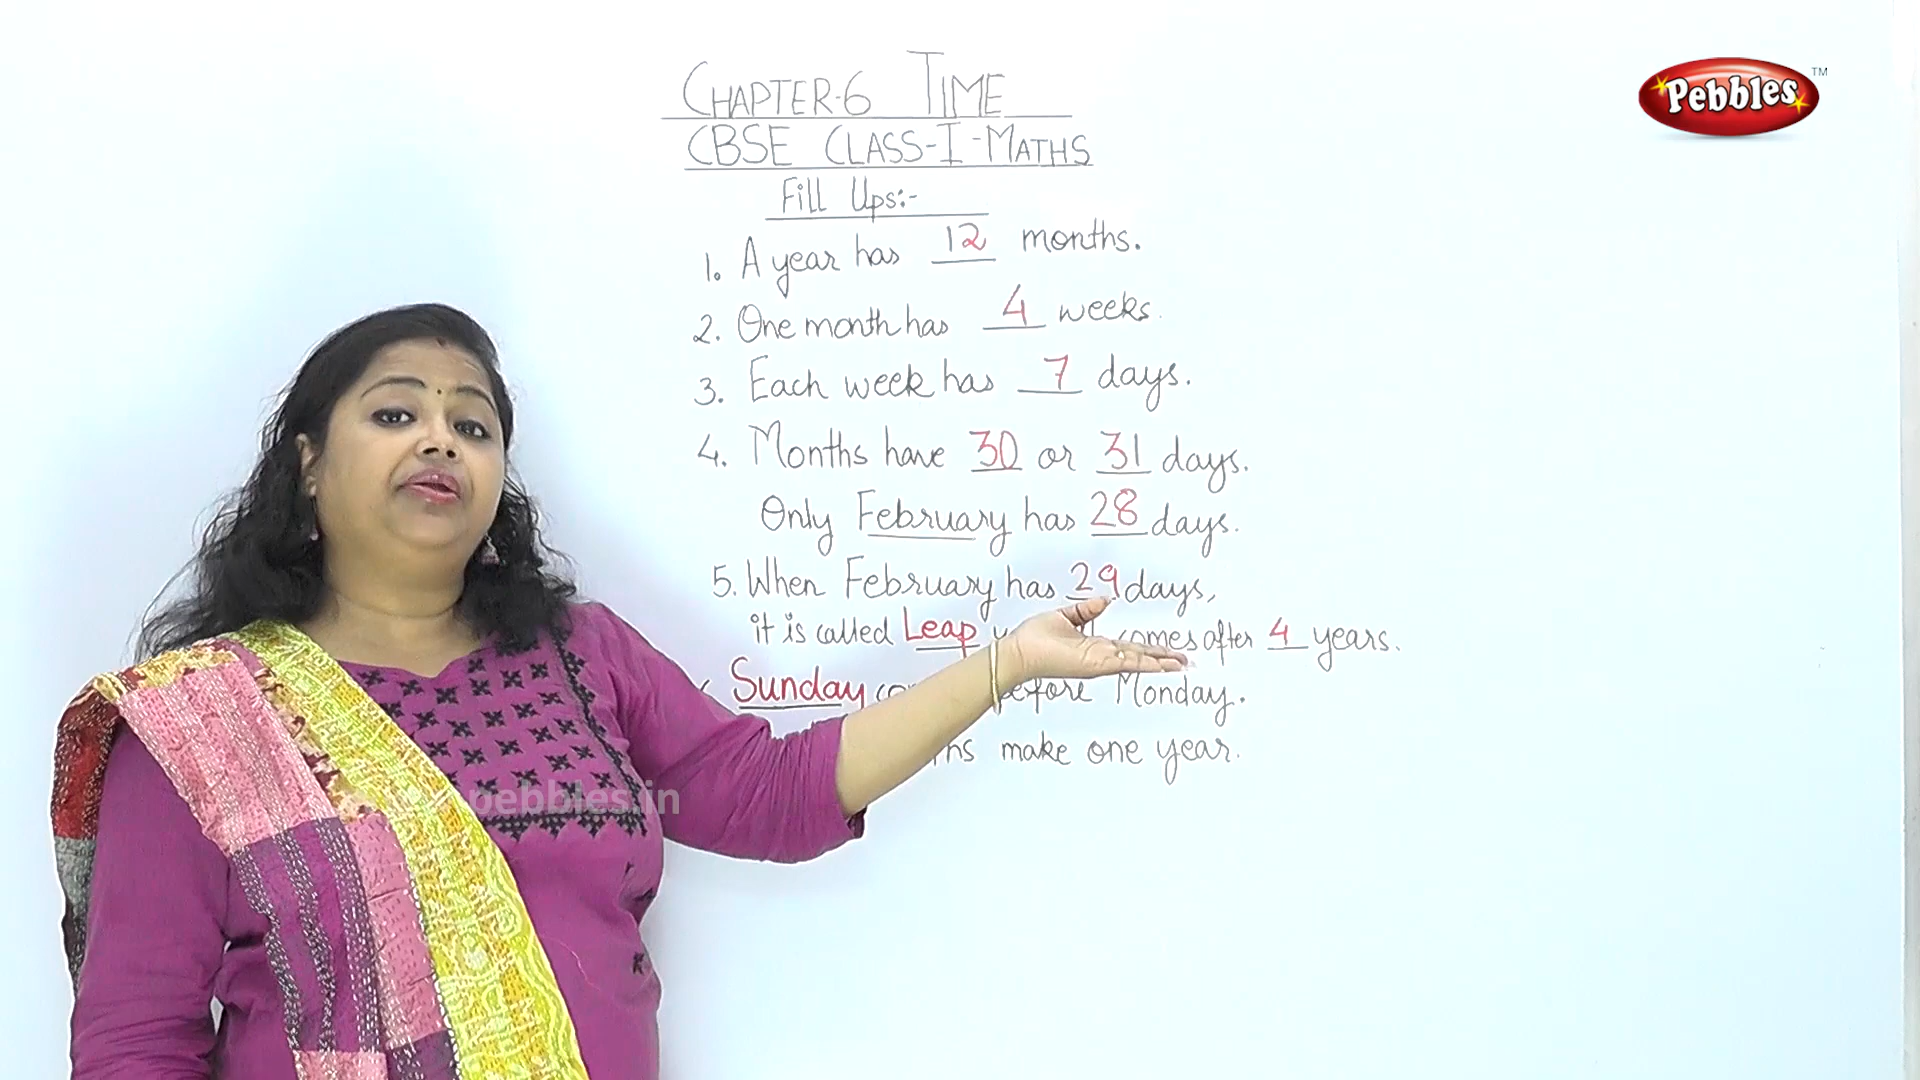 CHAPTER-6 TIME
CBSE CLASS-I-MATHS
Fill Ups:-
1. A year has 12 months.
2. One month has 4 weeks.
3. Each week has 7 days.
4. Months have 30 or 31 days.
Only February has 28 days.
5. When February has 29 days,
it is called Leap comes after 4 years.
Sunday before Monday.
make one year.
Pebbles TM
pebbles.in